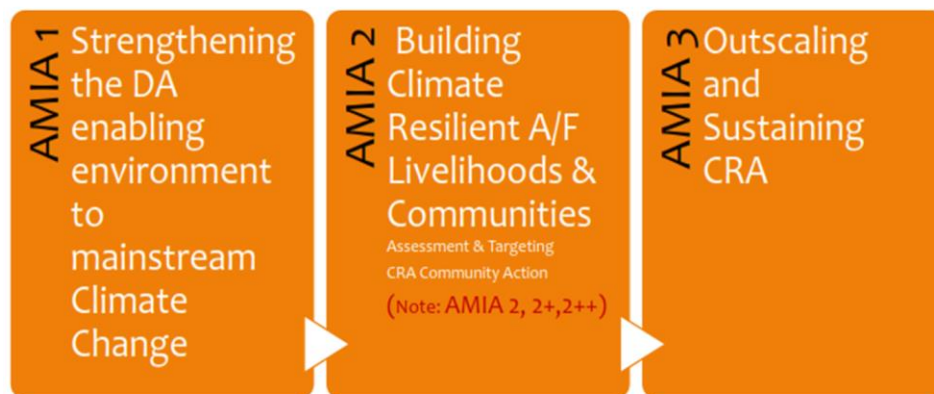 AMIA 1
Strengthening
the DA
enabling
environment
to
mainstream
Climate
Change
AMIA 2
Building
Climate
Resilient A/F
Livelihoods &
Communities
Assessment & Targeting
CRA Community Action
(Note: AMIA 2, 2+,2++)
AMIA 3
Outscaling
and
Sustaining
CRA